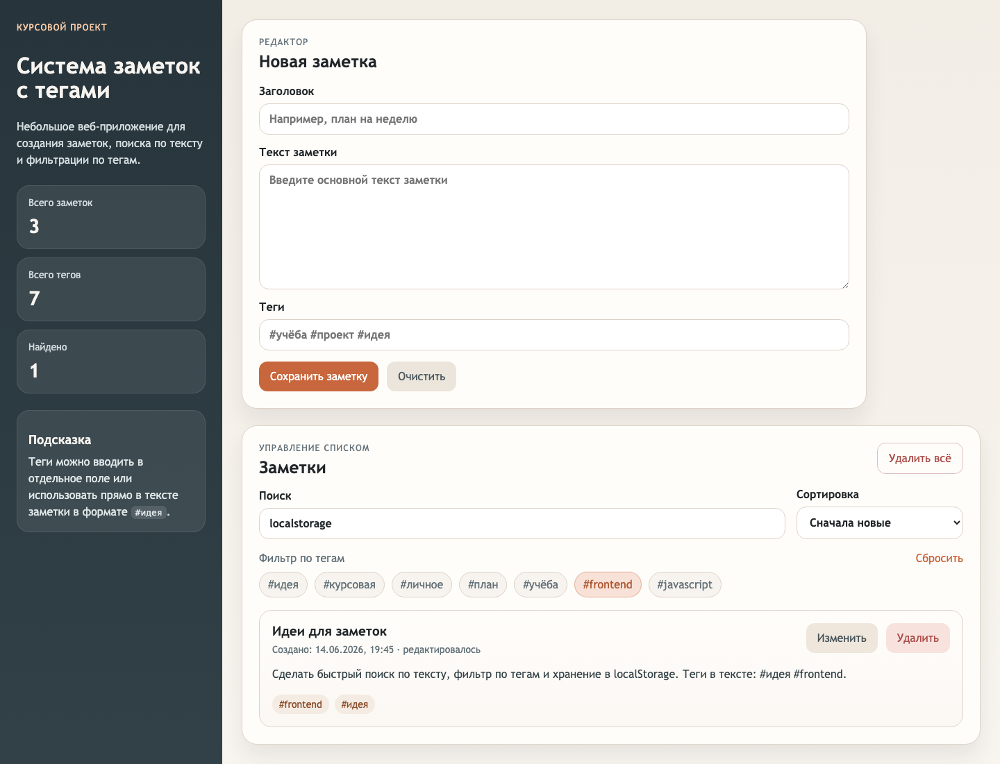 КУРСОВОЙ ПРОЕКТ
Система заметок
с тегами
Небольшое веб-приложение для
создания заметок, поиска по тексту
и фильтрации по тегам.
Всего заметок
3
Всего тегов
7
Найдено
1
Подсказка
Теги можно вводить в
отдельное поле или
использовать прямо в тексте
заметки в формате #идея.
РЕДАКТОР
Новая заметка
Заголовок
Например, план на неделю
Текст заметки
Введите основной текст заметки
Теги
#учёба #проект #идея
Сохранить заметку
Очистить
УПРАВЛЕНИЕ СПИСКОМ
Заметки
Удалить всё
Поиск
localstorage
Сортировка
Сначала новые
Фильтр по тегам
Сбросить
#идея
#курсовая
#личное
#план
#учёба
#frontend
#javascript
Идеи для заметок
Создано: 14.06.2026, 19:45 · редактировалось
Изменить
Удалить
Сделать быстрый поиск по тексту, фильтр по тегам и хранение в localStorage. Теги в тексте: #идея #frontend.
#frontend
#идея